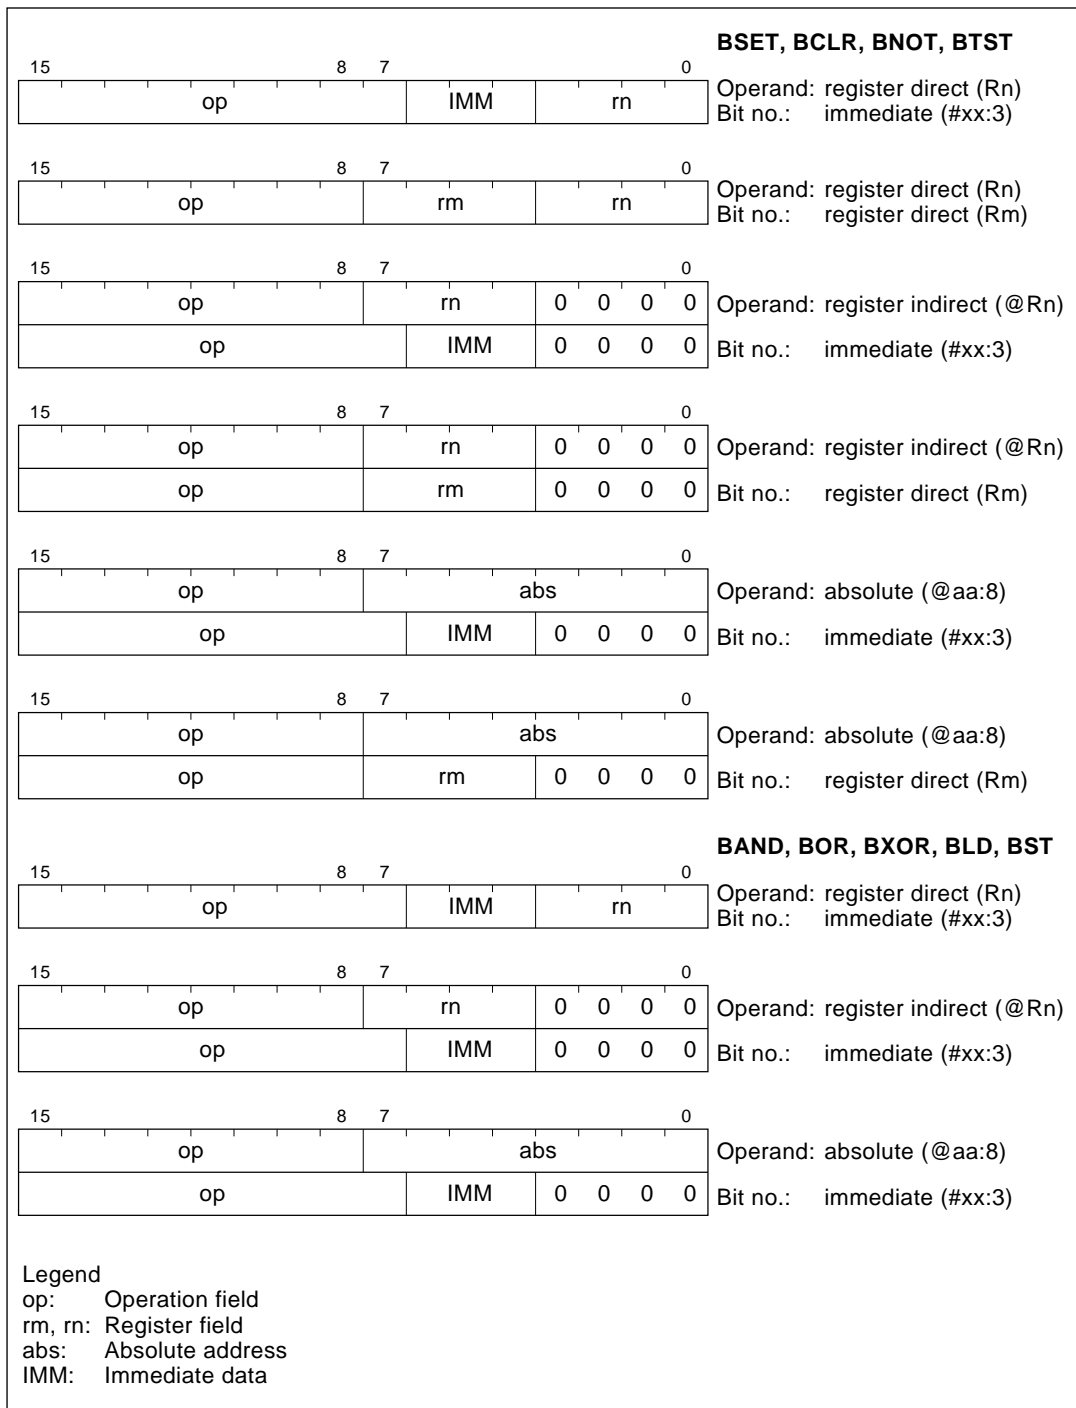 BSET, BCLR, BNOT, BTST
15 8 7 0
op IMM rn
Operand: register direct (Rn)
Bit no.: immediate (#xx:3)
15 8 7 0
op rm rn
Operand: register direct (Rn)
Bit no.: register direct (Rm)
15 8 7 0
op rn 0 0 0 0 Operand: register indirect (@Rn)
op IMM 0 0 0 0 Bit no.: immediate (#xx:3)
15 8 7 0
op rn 0 0 0 0 Operand: register indirect (@Rn)
op rm 0 0 0 0 Bit no.: register direct (Rm)
15 8 7 0
op abs Operand: absolute (@aa:8)
op IMM 0 0 0 0 Bit no.: immediate (#xx:3)
15 8 7 0
op abs Operand: absolute (@aa:8)
op rm 0 0 0 0 Bit no.: register direct (Rm)
BAND, BOR, BXOR, BLD, BST
15 8 7 0
op IMM rn
Operand: register direct (Rn)
Bit no.: immediate (#xx:3)
15 8 7 0
op rn 0 0 0 0 Operand: register indirect (@Rn)
op IMM 0 0 0 0 Bit no.: immediate (#xx:3)
15 8 7 0
op abs Operand: absolute (@aa:8)
op IMM 0 0 0 0 Bit no.: immediate (#xx:3)
Legend
op: Operation field
rm, rn: Register field
abs: Absolute address
IMM: Immediate data